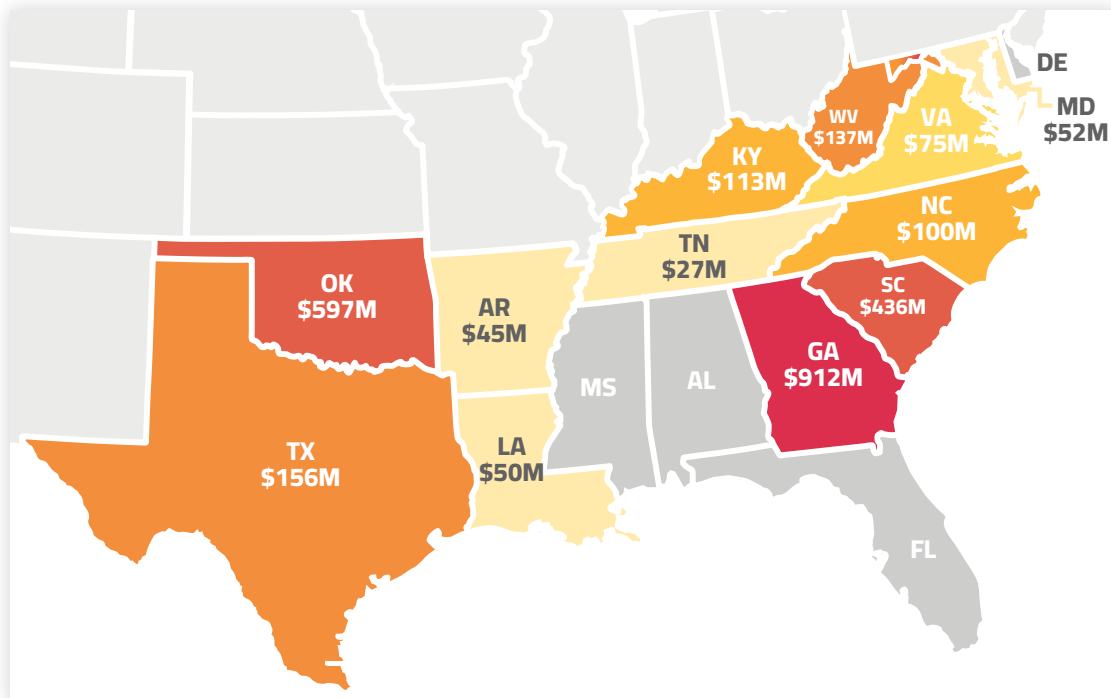 DE
MD
$52M
WV
$137M
VA
$75M
KY
$113M
NC
$100M
TN
$27M
OK
$597M
AR
$45M
SC
$436M
GA
$912M
MS
AL
LA
$50M
TX
$156M
FL